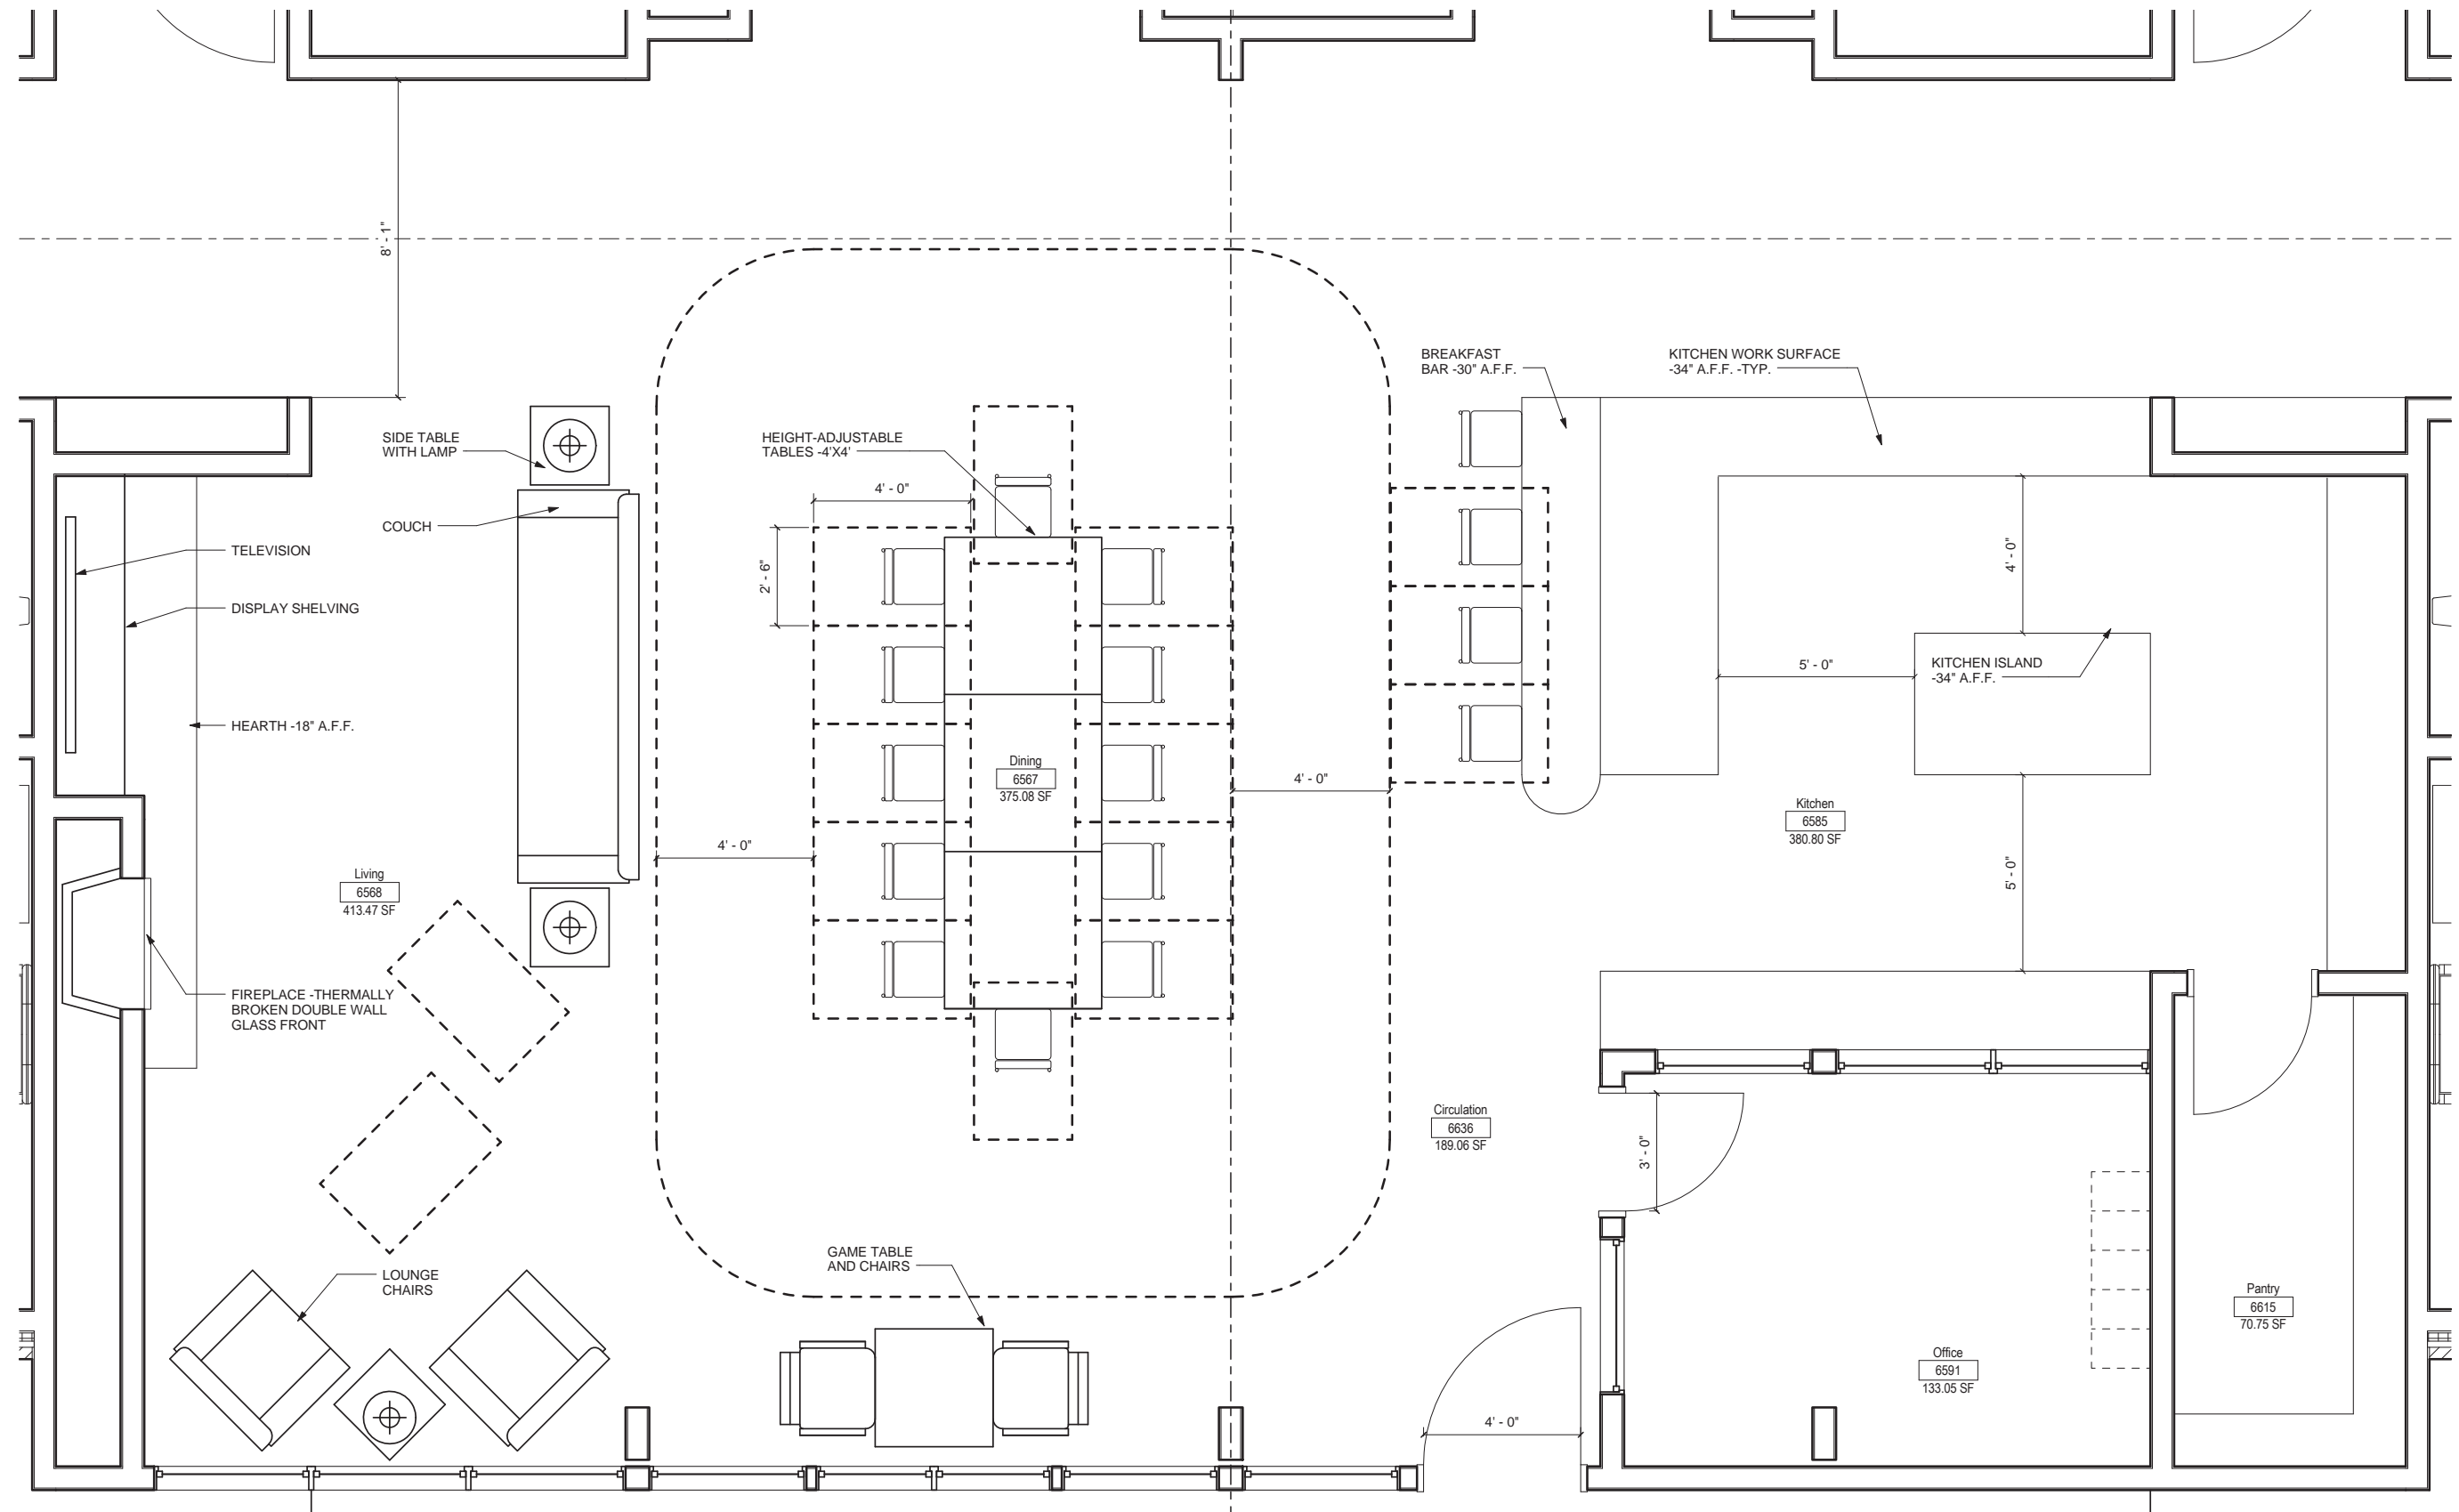 8' - 1"
BREAKFAST
BAR -30" A.F.F.
KITCHEN WORK SURFACE
-34" A.F.F. -TYP.
SIDE TABLE
WITH LAMP
HEIGHT-ADJUSTABLE
TABLES -4'X4'
4' - 0"
COUCH
TELEVISION
2' - 6"
4' - 0"
DISPLAY SHELVING
5' - 0"
KITCHEN ISLAND
-34" A.F.F.
HEARTH -18" A.F.F.
Dining
6567
375.08 SF
4' - 0"
Kitchen
6585
380.80 SF
4' - 0"
Living
6568
413.47 SF
5' - 0"
FIREPLACE -THERMALLY
BROKEN DOUBLE WALL
GLASS FRONT
Circulation
6636
189.06 SF
3' - 0"
GAME TABLE
AND CHAIRS
LOUNGE
CHAIRS
Pantry
6615
70.75 SF
Office
6591
133.05 SF
4' - 0"